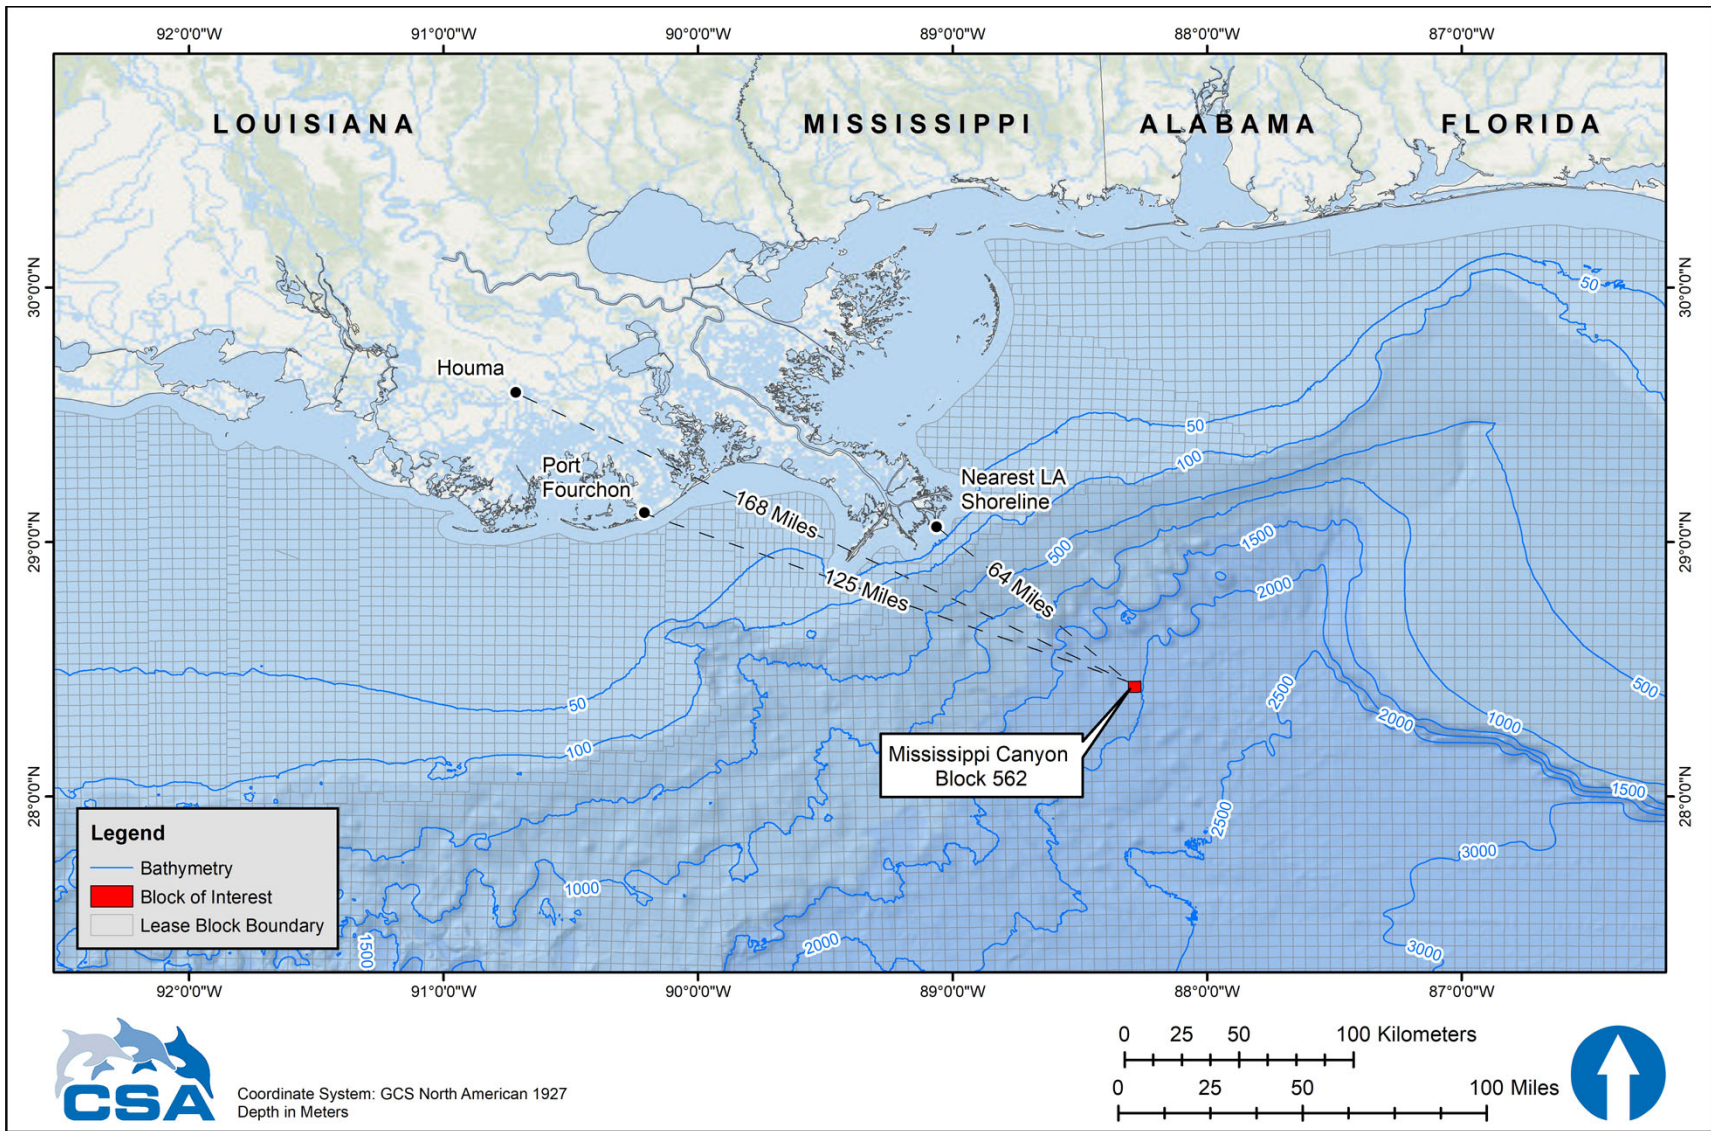 92°0'0"W
91°0'0"W
90°0'0"W
89°0'0"W
88°0'0"W
87°0'0"W
LOUISIANA
MISSISSIPPI
ALABAMA
FLORIDA
30°0'0"N
30°0'0"N
50
Houma
50
100
Port
Fourchon
Nearest LA
Shoreline
168 Miles
500
1500
29°0'0"N
29°0'0"N
125 Miles
64 Miles
2000
50
2500
500
2000
1000
100
Mississippi Canyon
Block 562
28°0'0"N
28°0'0"N
1500
2500
3000
Legend
Bathymetry
Block of Interest
Lease Block Boundary
1000
1500
2000
3000
92°0'0"W
91°0'0"W
90°0'0"W
89°0'0"W
88°0'0"W
87°0'0"W
CSA
Coordinate System: GCS North American 1927
Depth in Meters
0 25 50 100 Kilometers
0 25 50 100 Miles